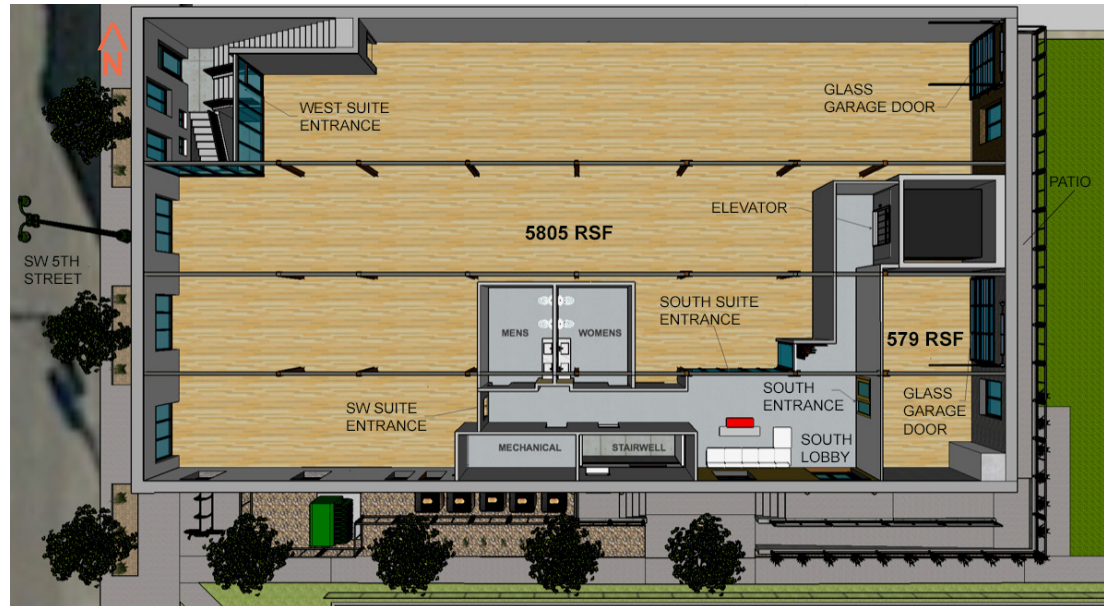 N
WEST SUITE
ENTRANCE
GLASS
GARAGE DOOR
PATIO
ELEVATOR
5805 RSF
SW 5TH
STREET
SOUTH SUITE
ENTRANCE
MENS
WOMENS
579 RSF
SW SUITE
ENTRANCE
SOUTH
ENTRANCE
GLASS
GARAGE
DOOR
SOUTH
LOBBY
MECHANICAL
STAIRWELL